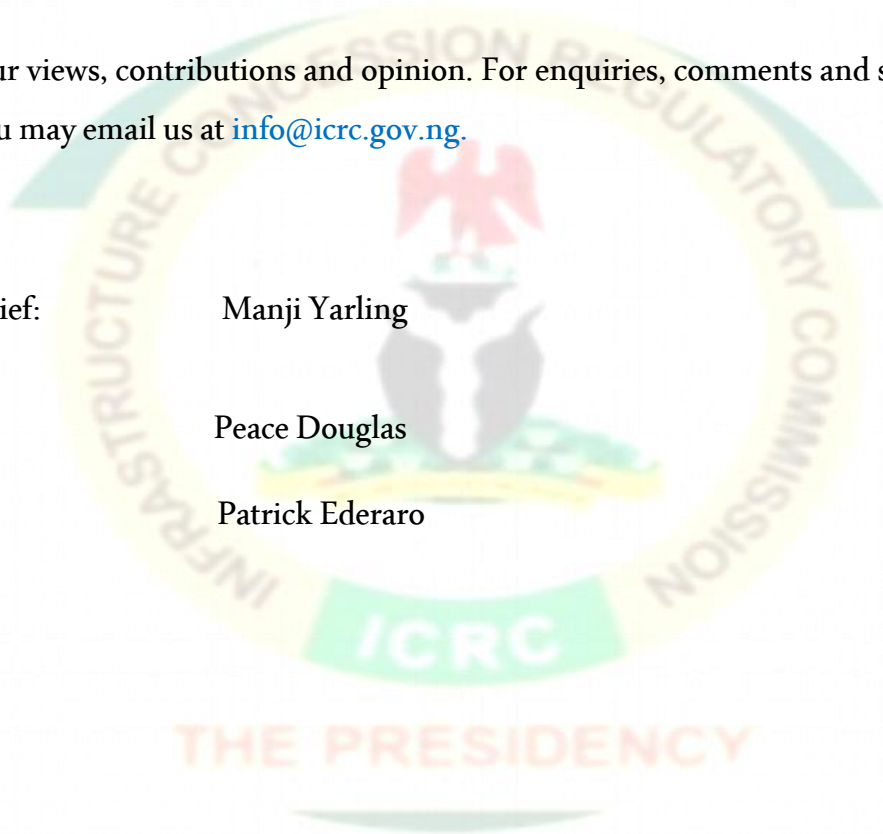 ur views, contributions and opinion. For enquiries, comments and s
u may email us at info@icrc.gov.ng.
ief: Manji Yarling
Peace Douglas
Patrick Ederaro
INFRASTRUCTURE CONCESSION REGULATORY COMMISSION
ICRC
THE PRESIDENCY